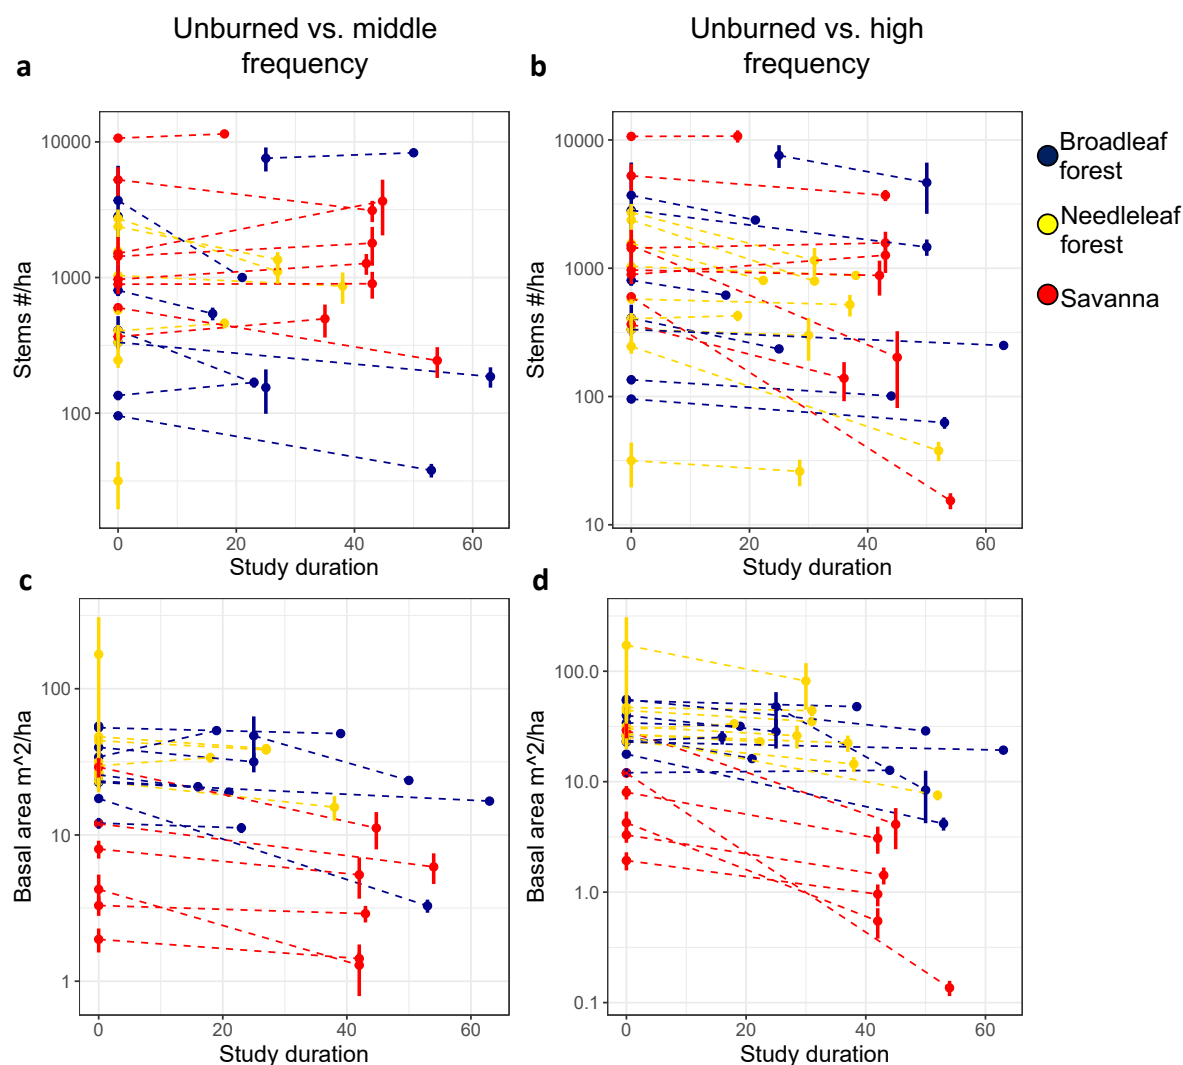 Unburned vs. middle
frequency
Unburned vs. high
frequency
a
b
10000
1000
100
Stems #/ha
0
20
40
60
Study duration
10000
1000
100
10
Stems #/ha
0
20
40
60
Study duration
Broadleaf
forest
Needleleaf
forest
Savanna
c
d
100
10
1
Basal area m^2/ha
0
20
40
60
Study duration
100.0
10.0
1.0
0.1
Basal area m^2/ha
0
20
40
60
Study duration